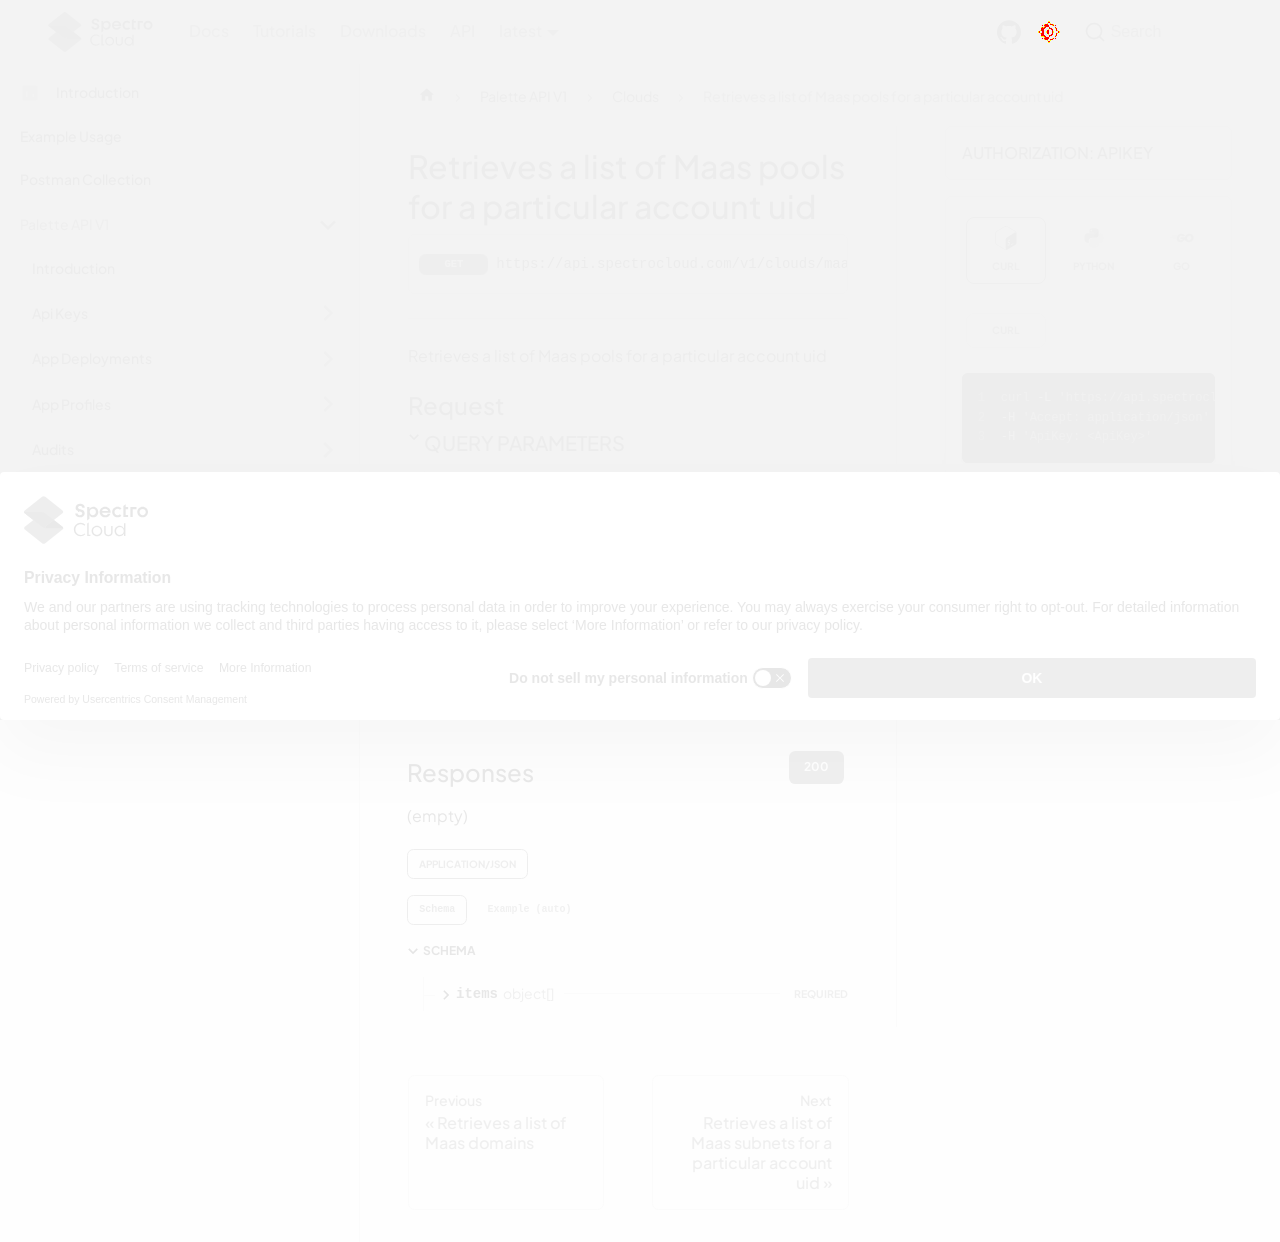 Spectro
Cloud
Docs
Tutorials
Downloads
API
latest
Search
Introduction
Palette API V1
Clouds
Retrieves a list of Maas pools for a particular account uid
Example Usage
Postman Collection
Palette API V1
Introduction
Api Keys
App Deployments
App Profiles
Audits
Retrieves a list of Maas pools
for a particular account uid
GET
https://api.spectrocloud.com/v1/clouds/maa
Retrieves a list of Maas pools for a particular account uid
Request
QUERY PARAMETERS
AUTHORIZATION: APIKEY
CURL
PYTHON
GO
CURL
Spectro
Cloud
Privacy Information
We and our partners are using tracking technologies to process personal data in order to improve your experience. You may always exercise your consumer right to opt-out. For detailed information
about personal information we collect and third parties having access to it, please select ‘More Information’ or refer to our privacy policy.
Privacy policy
Terms of service
More Information
Powered by Usercentrics Consent Management
Do not sell my personal information
OK
Responses
200
(empty)
APPLICATION/JSON
Schema
Example (auto)
SCHEMA
items object[]
REQUIRED
Previous
« Retrieves a list of
Maas domains
Next
Retrieves a list of
Maas subnets for a
particular account
uid »